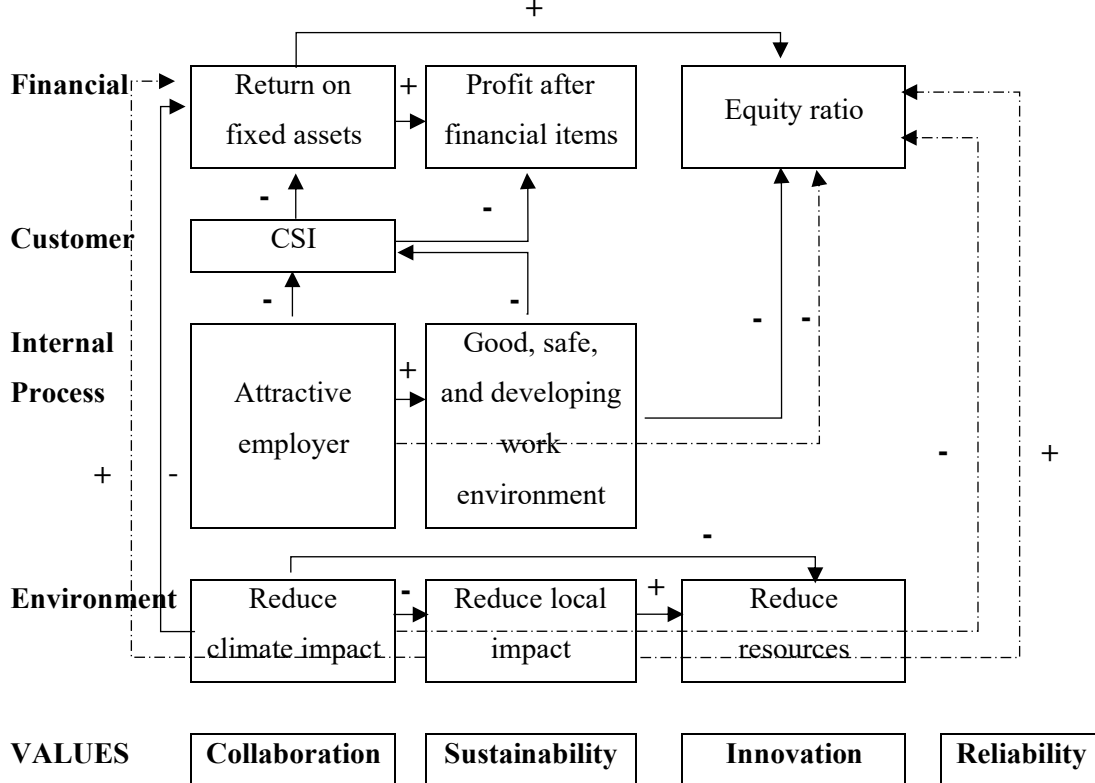 +
Financial
Return on
fixed assets
+
Profit after
financial items
Equity ratio
-
-
Customer
CSI
-
-
Internal
Process
Attractive
employer
+
Good, safe,
and developing
work
environment
-
-
+
-
-
+
-
Environment
Reduce
climate impact
-
Reduce local
impact
+
Reduce
resources
VALUES
Collaboration
Sustainability
Innovation
Reliability